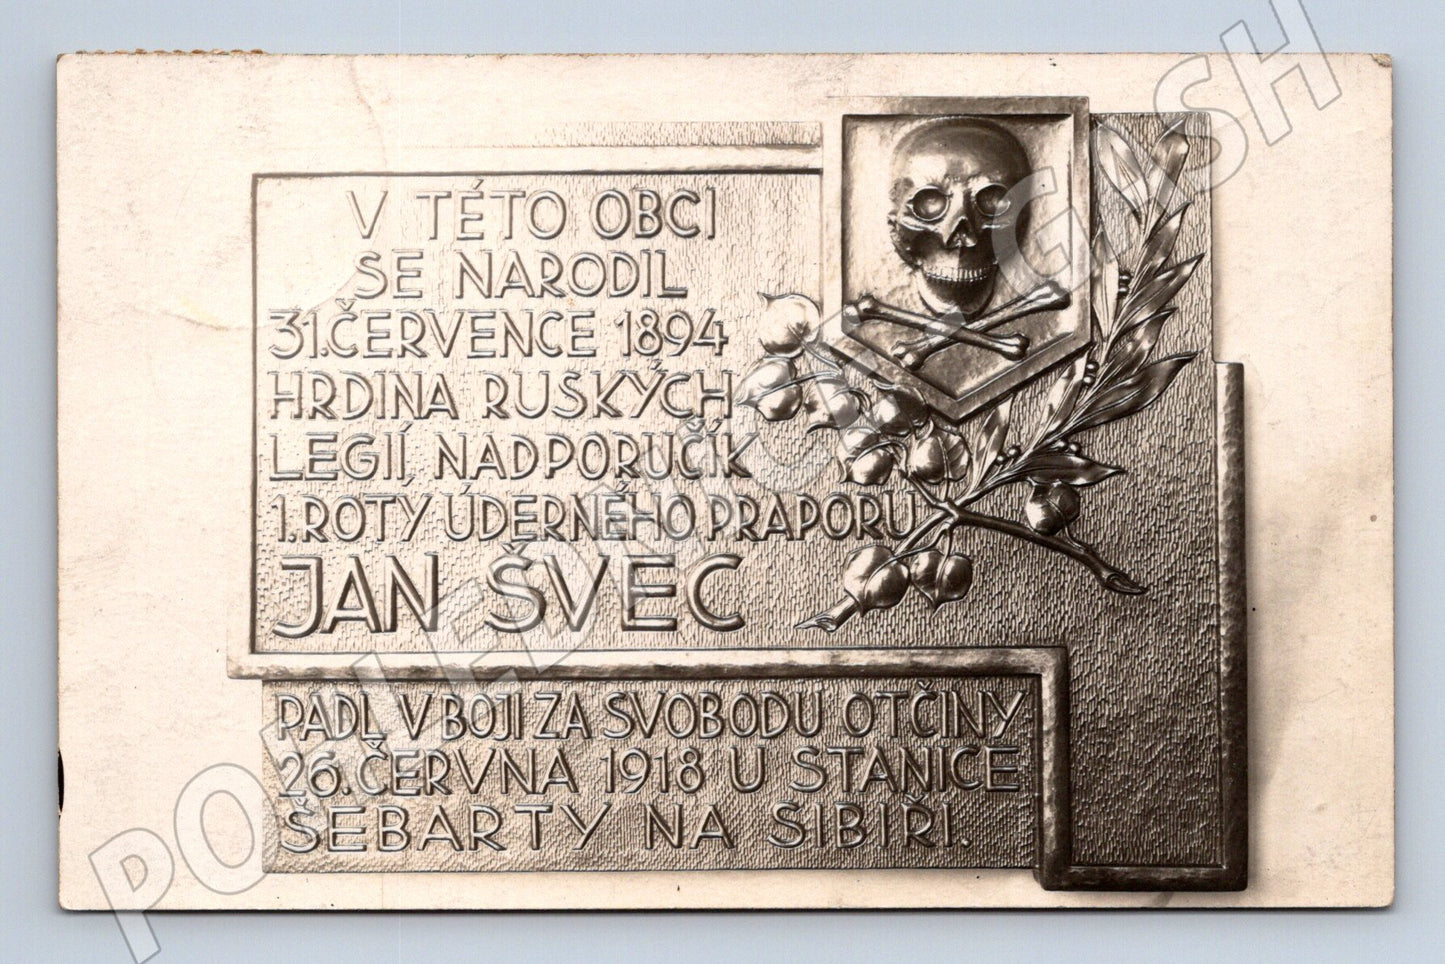 V TÉTO OBCI
SE NARODIL
31. ČERVENCE 1894
HRDINA RUSKÝCH
LEGIÍ, NADPORUČÍK
1. ROTY ÚDERNÉHO PRAPORU
JAN ŠVEC
PADL V BOJI ZA SVOBODU OTČINY
26. ČERVNA 1918 U STANICE
ŠEBARTY NA SIBIŘI.